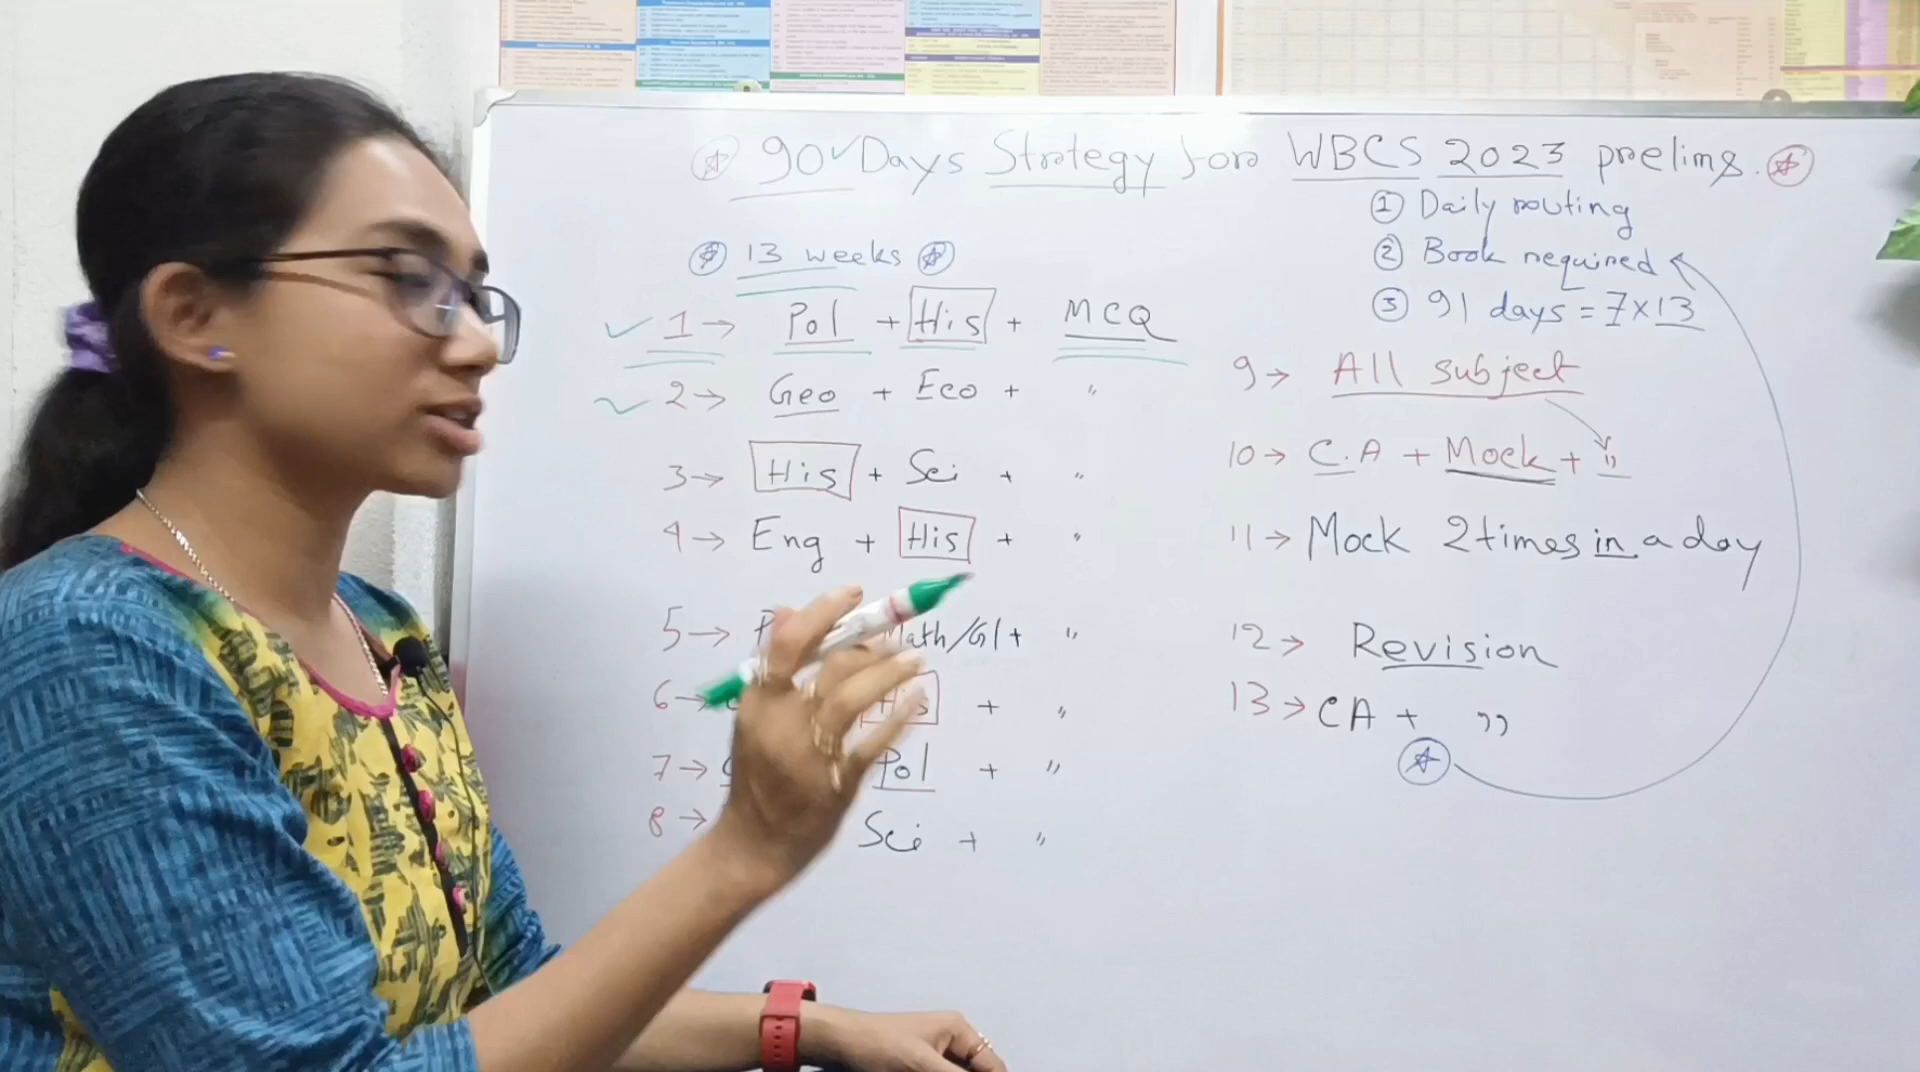 90 Days Strategy for WBCS 2023 prelims.
① Daily routing
② Book required
③ 91 days = 7×13
13 weeks
1→ Pol + His + MCQ
2→ Geo + Eco + "
3→ His + Sci + "
4→ Eng + His + "
5→ Math/GI + "
6→ His + "
7→ Pol + "
8→ Sci + "
9→ All subject
10→ C.A + Mock + "
11→ Mock 2 times in a day
12→ Revision
13→ CA + "